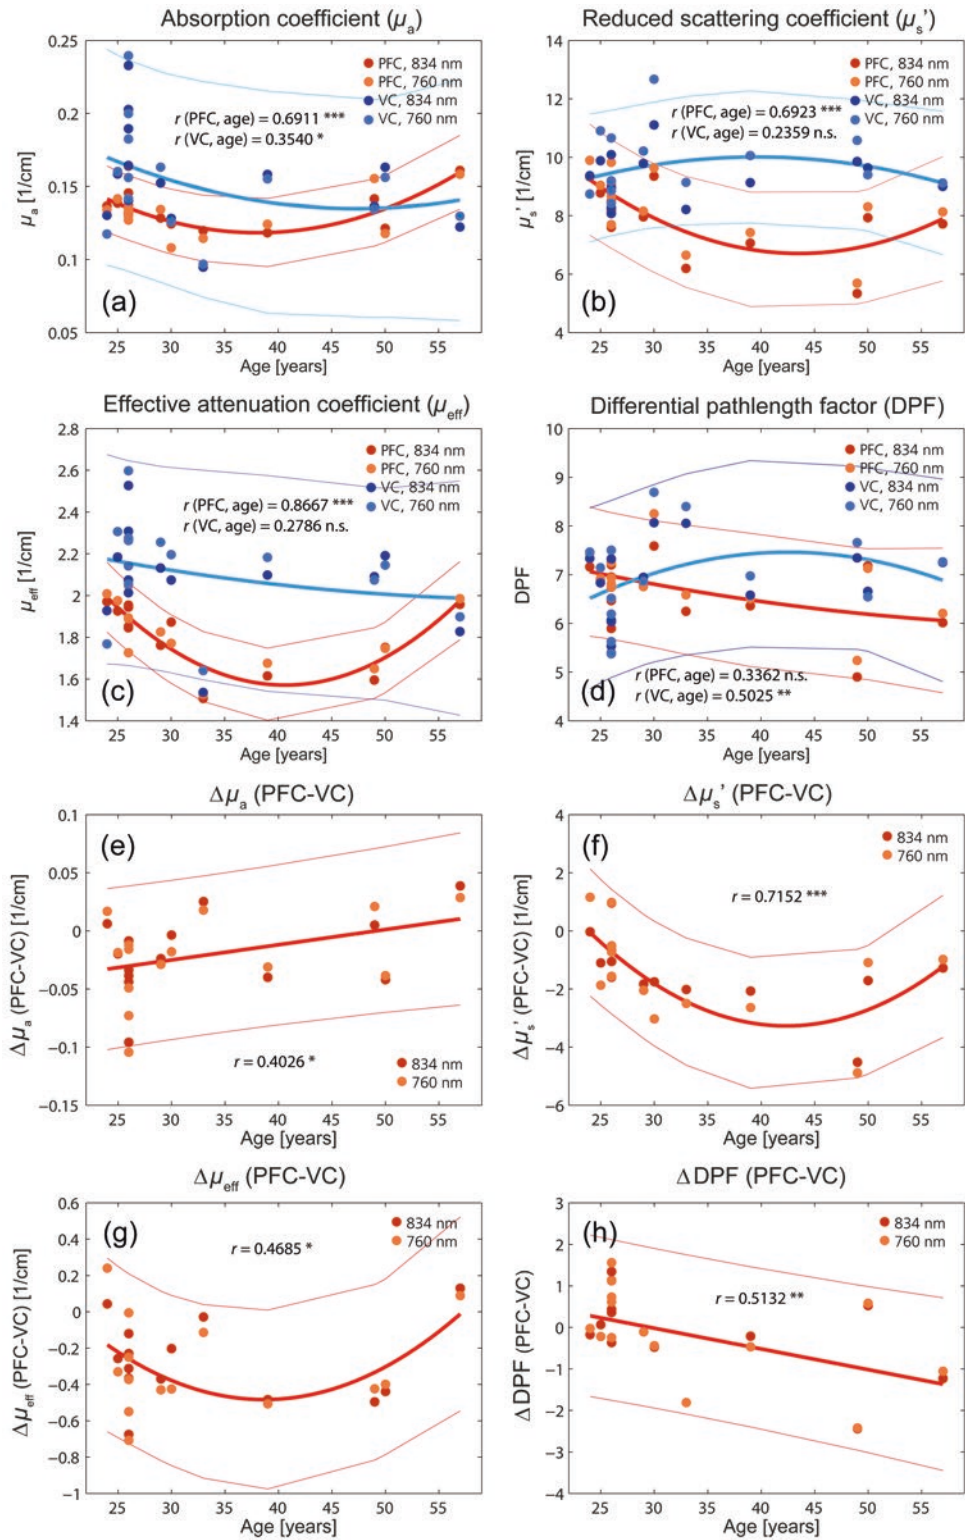 Absorption coefficient (μa)
0.25
0.2
0.15
0.1
0.05
μa [1/cm]
PFC, 834 nm
PFC, 760 nm
VC, 834 nm
VC, 760 nm
r (PFC, age) = 0.6911 ***
r (VC, age) = 0.3540 *
(a)
25 30 35 40 45 50 55
Age [years]
Reduced scattering coefficient (μs’)
14
12
10
8
6
4
μs’ [1/cm]
PFC, 834 nm
PFC, 760 nm
VC, 834 nm
VC, 760 nm
r (PFC, age) = 0.6923 ***
r (VC, age) = 0.2359 n.s.
(b)
25 30 35 40 45 50 55
Age [years]
Effective attenuation coefficient (μeff)
2.8
2.6
2.4
2.2
2
1.8
1.6
1.4
μeff [1/cm]
PFC, 834 nm
PFC, 760 nm
VC, 834 nm
VC, 760 nm
r (PFC, age) = 0.8667 ***
r (VC, age) = 0.2786 n.s.
(c)
25 30 35 40 45 50 55
Age [years]
Differential pathlength factor (DPF)
10
9
8
7
6
5
4
DPF
PFC, 834 nm
PFC, 760 nm
VC, 834 nm
VC, 760 nm
r (PFC, age) = 0.3362 n.s.
r (VC, age) = 0.5025 **
(d)
25 30 35 40 45 50 55
Age [years]
Δμa (PFC-VC)
0.1
0.05
0
−0.05
−0.1
−0.15
Δμa (PFC-VC) [1/cm]
(e)
r = 0.4026 *
834 nm
760 nm
25 30 35 40 45 50 55
Age [years]
Δμs’ (PFC-VC)
4
2
0
−2
−4
−6
Δμs’ (PFC-VC) [1/cm]
(f)
834 nm
760 nm
r = 0.7152 ***
25 30 35 40 45 50 55
Age [years]
Δμeff (PFC-VC)
0.6
0.4
0.2
0
−0.2
−0.4
−0.6
−0.8
−1
Δμeff (PFC-VC) [1/cm]
(g)
r = 0.4685 *
834 nm
760 nm
25 30 35 40 45 50 55
Age [years]
ΔDPF (PFC-VC)
3
2
1
0
−1
−2
−3
−4
ΔDPF (PFC-VC)
(h)
834 nm
760 nm
r = 0.5132 **
25 30 35 40 45 50 55
Age [years]